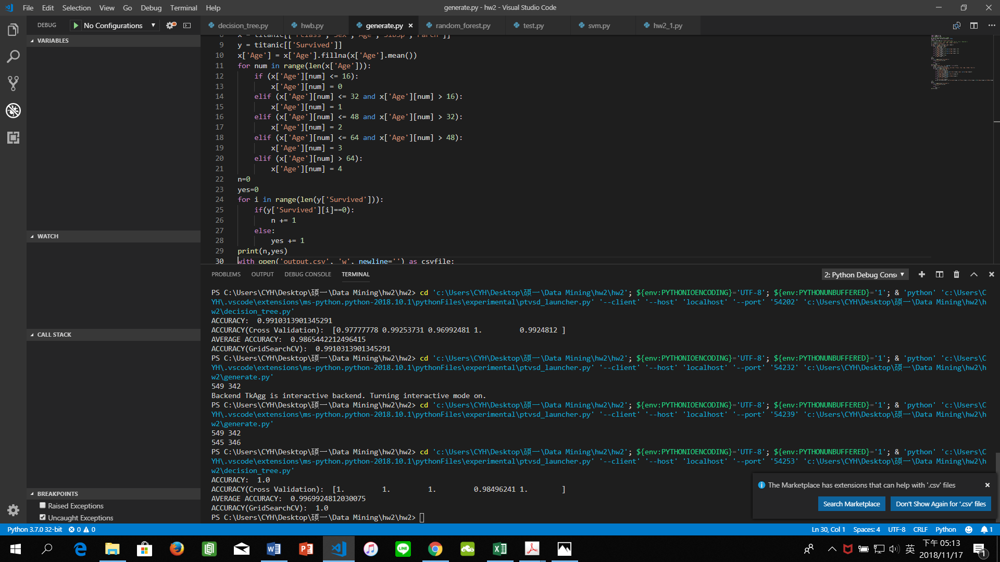 File Edit Selection View Go Debug Terminal Help
generate.py - hw2 - Visual Studio Code
DEBUG No Configurations
decision_tree.py hwb.py generate.py random_forest.py test.py svm.py hw2_1.py
VARIABLES
WATCH
CALL STACK
BREAKPOINTS
Raised Exceptions
Uncaught Exceptions
8 x = titanic[['Pclass','Sex','Age','SibSp','Parch']]
9 y = titanic[['Survived']]
10 x['Age'] = x['Age'].fillna(x['Age'].mean())
11 for num in range(len(x['Age'])):
12 if (x['Age'][num] <= 16):
13 x['Age'][num] = 0
14 elif (x['Age'][num] <= 32 and x['Age'][num] > 16):
15 x['Age'][num] = 1
16 elif (x['Age'][num] <= 48 and x['Age'][num] > 32):
17 x['Age'][num] = 2
18 elif (x['Age'][num] <= 64 and x['Age'][num] > 48):
19 x['Age'][num] = 3
20 elif (x['Age'][num] > 64):
21 x['Age'][num] = 4
22 n=0
23 yes=0
24 for i in range(len(y['Survived'])):
25 if(y['Survived'][i]==0):
26 n += 1
27 else:
28 yes += 1
29 print(n,yes)
30 with open('output.csv', 'w', newline='') as csvfile:
PROBLEMS OUTPUT DEBUG CONSOLE TERMINAL
2: Python Debug Consc
PS C:\Users\CYH\Desktop\碩一\Data Mining\hw2\hw2> cd 'c:\Users\CYH\Desktop\碩一\Data Mining\hw2\hw2'; ${env:PYTHONIOENCODING}='UTF-8'; ${env:PYTHONUNBUFFERED}='1'; & 'python' 'c:\Users\C
YH\.vscode\extensions\ms-python.python-2018.10.1\pythonFiles\experimental\ptvsd_launcher.py' '--client' '--host' 'localhost' '--port' '54202' 'c:\Users\CYH\Desktop\碩一\Data Mining\hw2\h
w2\decision_tree.py'
ACCURACY: 0.9910313901345291
ACCURACY(Cross Validation): [0.97777778 0.99253731 0.96992481 1. 0.9924812 ]
AVERAGE ACCURACY: 0.9865442212496415
ACCURACY(GridSearchCV): 0.9910313901345291
PS C:\Users\CYH\Desktop\碩一\Data Mining\hw2\hw2> cd 'c:\Users\CYH\Desktop\碩一\Data Mining\hw2\hw2'; ${env:PYTHONIOENCODING}='UTF-8'; ${env:PYTHONUNBUFFERED}='1'; & 'python' 'c:\Users\C
YH\.vscode\extensions\ms-python.python-2018.10.1\pythonFiles\experimental\ptvsd_launcher.py' '--client' '--host' 'localhost' '--port' '54232' 'c:\Users\CYH\Desktop\碩一\Data Mining\hw2\h
w2\generate.py'
549 342
Backend TkAgg is interactive backend. Turning interactive mode on.
PS C:\Users\CYH\Desktop\碩一\Data Mining\hw2\hw2> cd 'c:\Users\CYH\Desktop\碩一\Data Mining\hw2\hw2'; ${env:PYTHONIOENCODING}='UTF-8'; ${env:PYTHONUNBUFFERED}='1'; & 'python' 'c:\Users\C
YH\.vscode\extensions\ms-python.python-2018.10.1\pythonFiles\experimental\ptvsd_launcher.py' '--client' '--host' 'localhost' '--port' '54239' 'c:\Users\CYH\Desktop\碩一\Data Mining\hw2\h
w2\generate.py'
549 342
545 346
PS C:\Users\CYH\Desktop\碩一\Data Mining\hw2\hw2> cd 'c:\Users\CYH\Desktop\碩一\Data Mining\hw2\hw2'; ${env:PYTHONIOENCODING}='UTF-8'; ${env:PYTHONUNBUFFERED}='1'; & 'python' 'c:\Users\C
YH\.vscode\extensions\ms-python.python-2018.10.1\pythonFiles\experimental\ptvsd_launcher.py' '--client' '--host' 'localhost' '--port' '54253' 'c:\Users\CYH\Desktop\碩一\Data Mining\hw2\h
w2\decision_tree.py'
ACCURACY: 1.0
ACCURACY(Cross Validation): [1. 1. 1. 0.98496241 1. ]
AVERAGE ACCURACY: 0.9969924812030075
ACCURACY(GridSearchCV): 1.0
PS C:\Users\CYH\Desktop\碩一\Data Mining\hw2\hw2>
The Marketplace has extensions that can help with '.csv' files
Search Marketplace Don't Show Again for '.csv' files
Python 3.7.0 32-bit 0 0 Ln 30, Col 1 Spaces: 4 UTF-8 CRLF Python 1
LINE
英
下午 05:13
2018/11/17
1